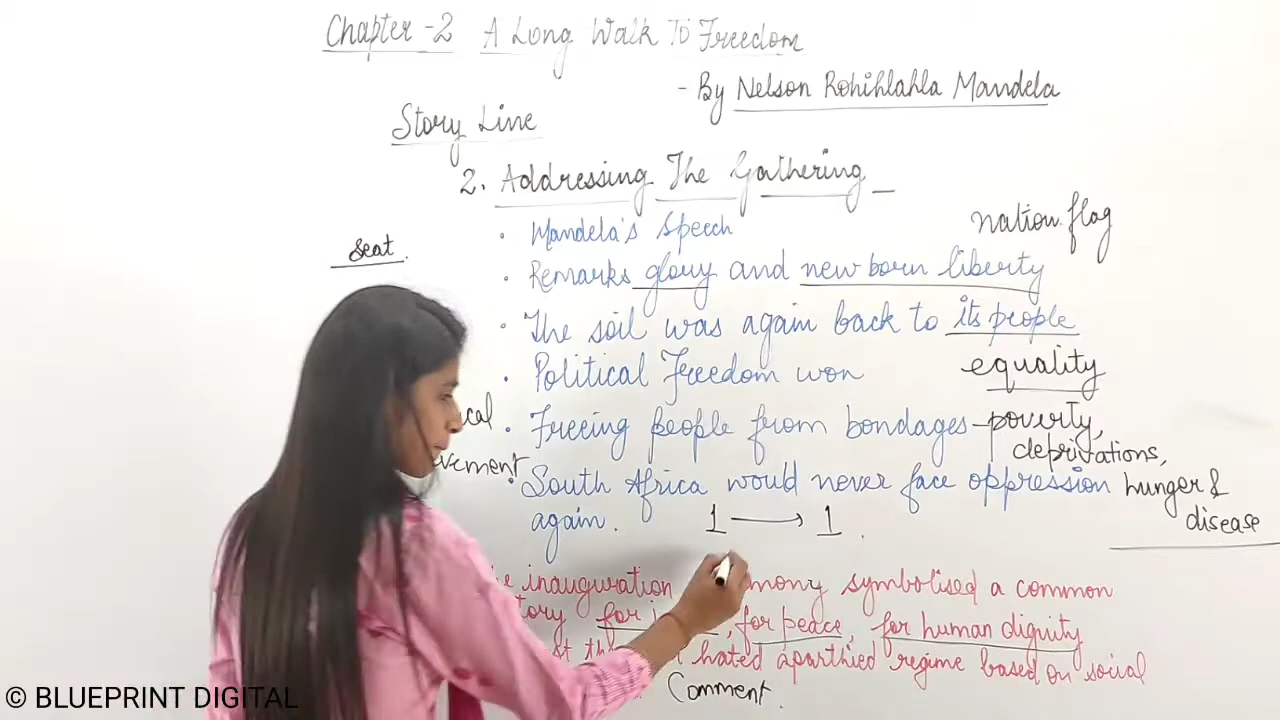 Chapter -2 A Long Walk To Freedom
- By Nelson Rohihlahla Mandela
Story Line
2. Addressing The Gathering _
seat.
nation flag
• Mandela's Speech
• Remarks glory and new born liberty
• The soil was again back to its people
• Political Freedom won
equality
• Freeing people from bondages - poverty,
deprivations,
• South Africa would never face oppression hunger &
again.
disease
1 → 1.
inauguration symbolised a common
for , for peace, for human dignity
hated aparthied regime based on social
Comment.
© BLUEPRINT DIGITAL